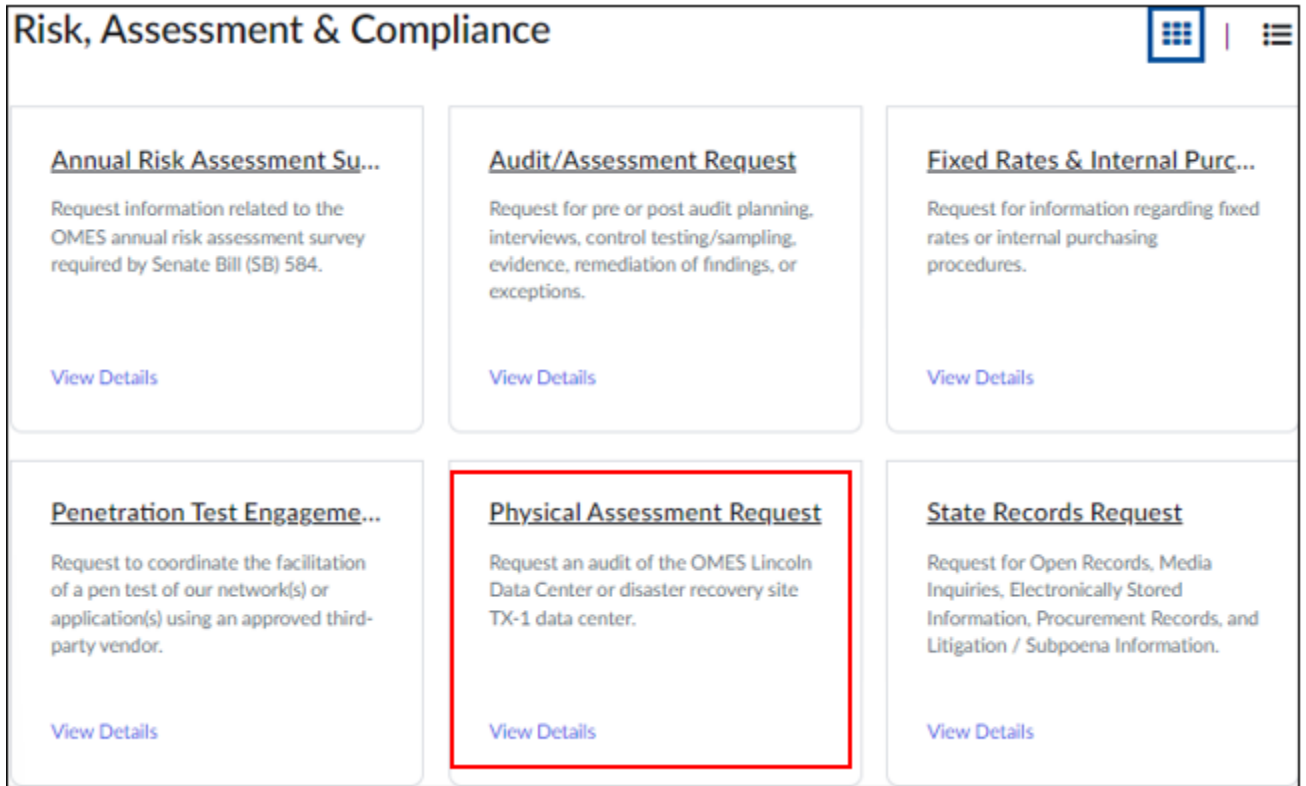 Risk, Assessment & Compliance
Annual Risk Assessment Su...
Request information related to the
OMES annual risk assessment survey
required by Senate Bill (SB) 584.
View Details
Audit/Assessment Request
Request for pre or post audit planning,
interviews, control testing/sampling,
evidence, remediation of findings, or
exceptions.
View Details
Fixed Rates & Internal Purc...
Request for information regarding fixed
rates or internal purchasing
procedures.
View Details
Penetration Test Engageme...
Request to coordinate the facilitation
of a pen test of our network(s) or
application(s) using an approved third-
party vendor.
View Details
Physical Assessment Request
Request an audit of the OMES Lincoln
Data Center or disaster recovery site
TX-1 data center.
View Details
State Records Request
Request for Open Records, Media
Inquiries, Electronically Stored
Information, Procurement Records, and
Litigation / Subpoena Information.
View Details